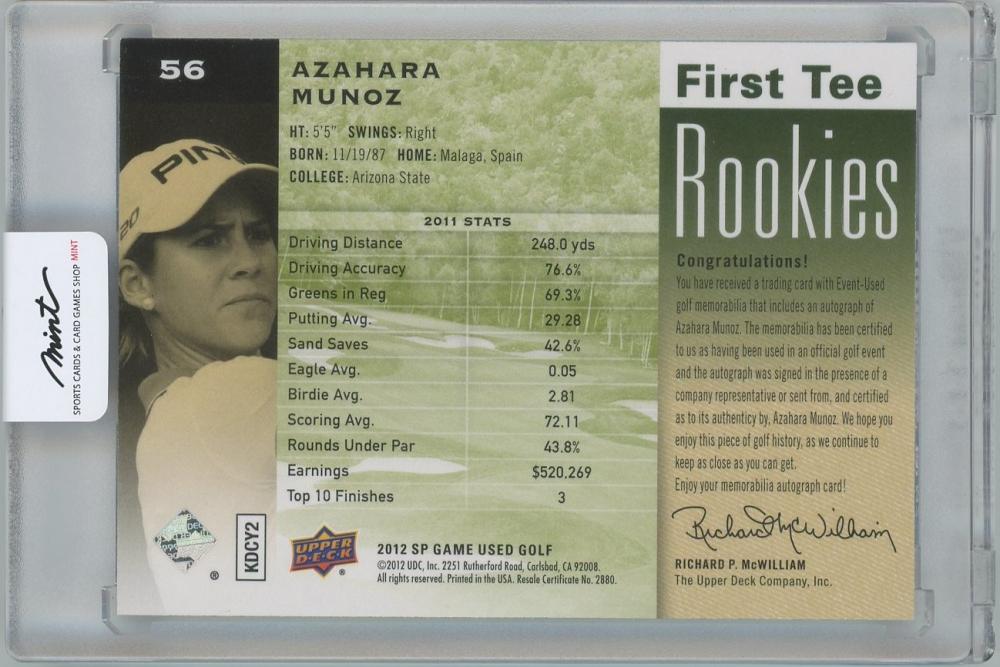 56
AZAHARA
MUNOZ
HT: 5'5" SWINGS: Right
BORN: 11/19/87 HOME: Malaga, Spain
COLLEGE: Arizona State
2011 STATS
Driving Distance 248.0 yds
Driving Accuracy 76.6%
Greens in Reg 69.3%
Putting Avg. 29.28
Sand Saves 42.6%
Eagle Avg. 0.05
Birdie Avg. 2.81
Scoring Avg. 72.11
Rounds Under Par 43.8%
Earnings $520,269
Top 10 Finishes 3
KDCY2
UPPER
D·E·C·K
®
®
2012 SP GAME USED GOLF
©2012 UDC, Inc. 2251 Rutherford Road, Carlsbad, CA 92008.
All rights reserved. Printed in the USA. Resale Certificate No. 2880.
First Tee
Rookies
Congratulations!
You have received a trading card with Event-Used
golf memorabilia that includes an autograph of
Azahara Munoz. The memorabilia has been certified
to us as having been used in an official golf event
and the autograph was signed in the presence of a
company representative or sent from, and certified
as to its authenticy by, Azahara Munoz. We hope you
enjoy this piece of golf history, as we continue to
keep as close as you can get.
Enjoy your memorabilia autograph card!
Richard P. McWilliam
RICHARD P. McWILLIAM
The Upper Deck Company, Inc.
PING
20
mint
SPORTS CARDS & CARD GAMES SHOP MINT